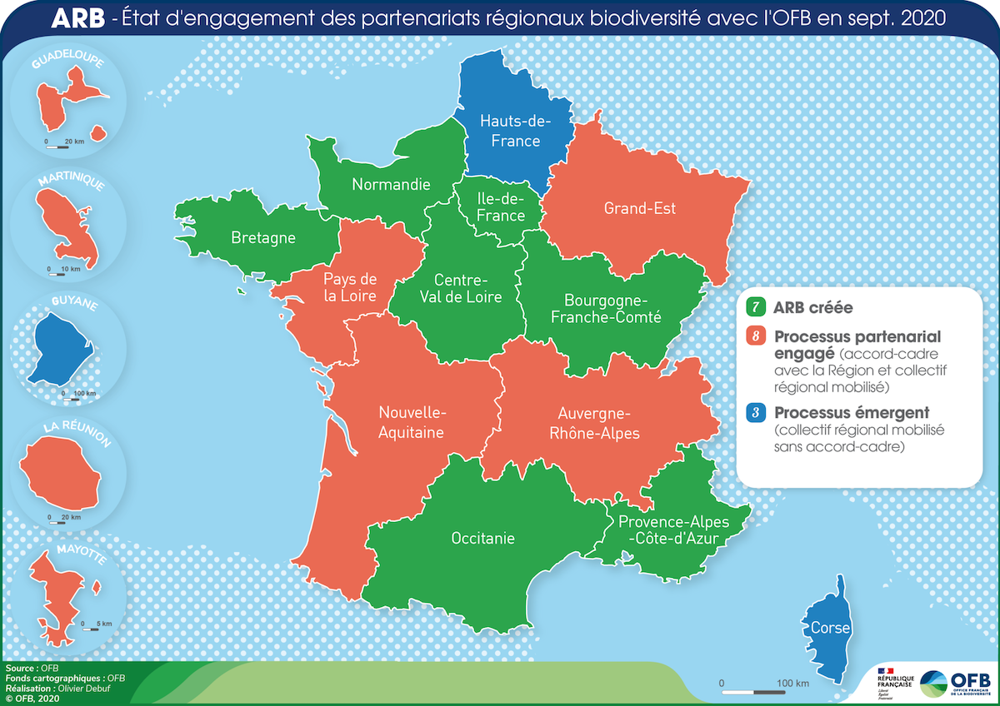 ARB - État d'engagement des partenariats régionaux biodiversité avec l'OFB en sept. 2020
GUADELOUPE
0 20 km
MARTINIQUE
0 10 km
GUYANE
0 100 km
LA RÉUNION
0 20 km
MAYOTTE
0 5 km
Hauts-de-
France
Normandie
Ile-de-
France
Grand-Est
Bretagne
Pays de
la Loire
Centre-
Val de Loire
Bourgogne-
Franche-Comté
Nouvelle-
Aquitaine
Auvergne-
Rhône-Alpes
Occitanie
Provence-Alpes
-Côte-d'Azur
Corse
7 ARB créée
8 Processus partenarial
engagé (accord-cadre
avec la Région et collectif
régional mobilisé)
3 Processus émergent
(collectif régional mobilisé
sans accord-cadre)
Source : OFB
Fonds cartographiques : OFB
Réalisation : Olivier Debuf
© OFB, 2020
0 100 km
RÉPUBLIQUE
FRANÇAISE
Liberté
Égalité
Fraternité
OFB
OFFICE FRANÇAIS
DE LA BIODIVERSITÉ